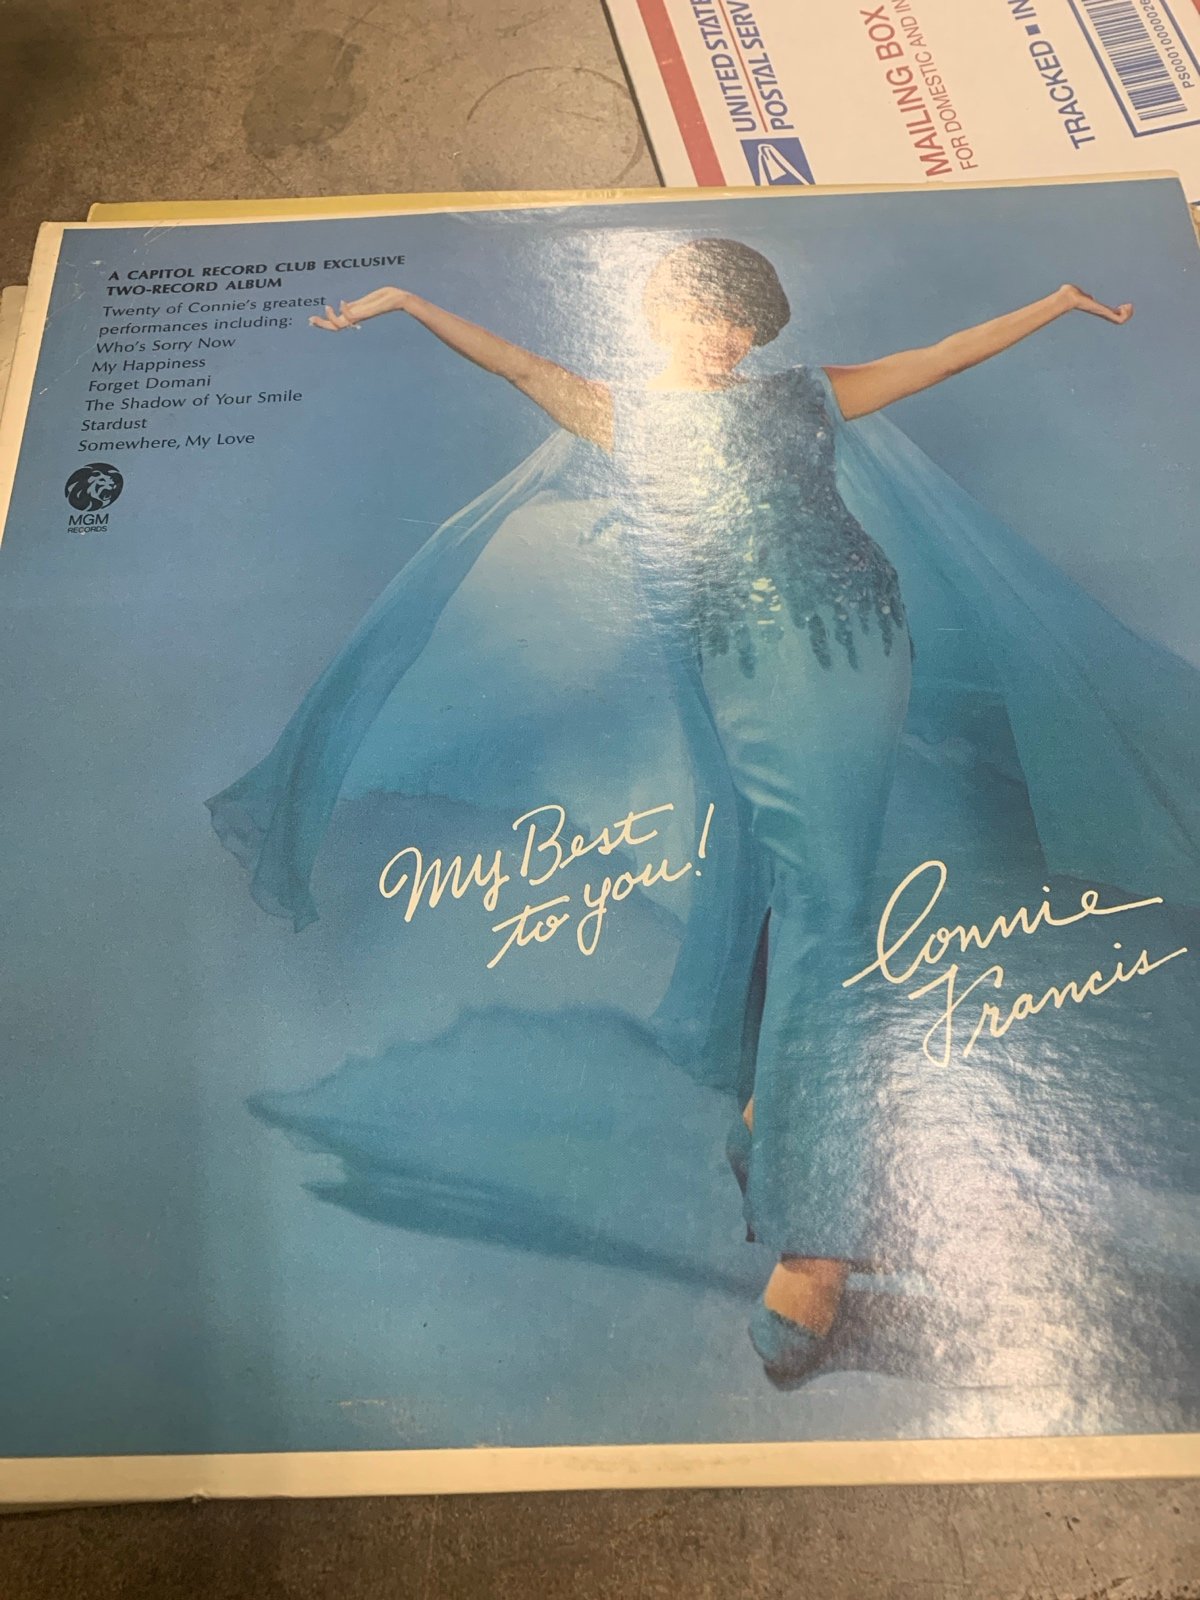 UNITED STATE
POSTAL SERV
MAILING BOX
FOR DOMESTIC AND IN
TRACKED ■ IN
A CAPITOL RECORD CLUB EXCLUSIVE
TWO-RECORD ALBUM
Twenty of Connie's greatest
performances including:
Who's Sorry Now
My Happiness
Forget Domani
The Shadow of Your Smile
Stardust
Somewhere, My Love
MGM
RECORDS
My Best
to you!
Connie
Francis